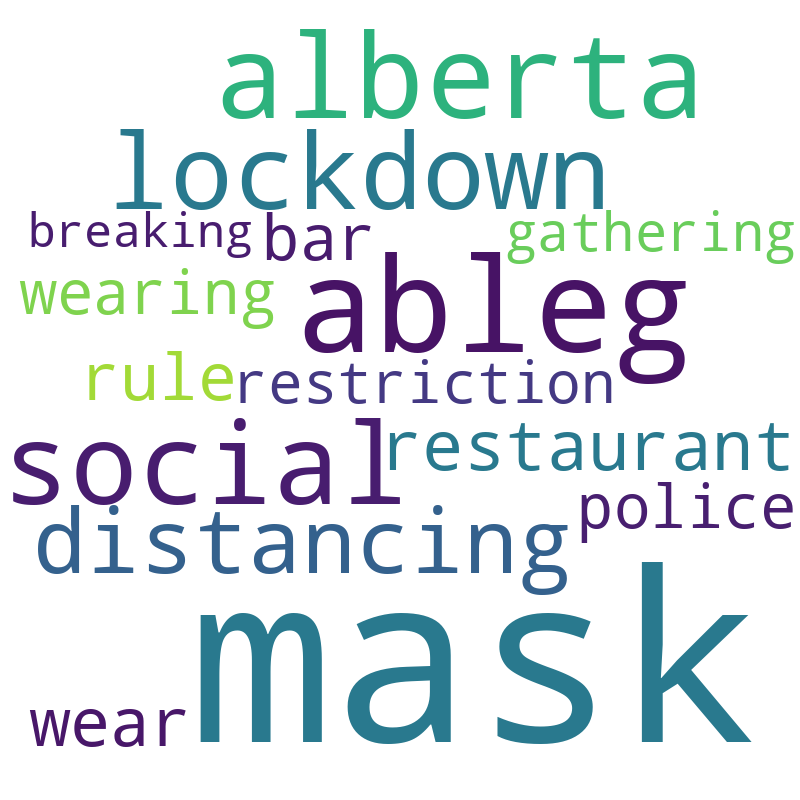 alberta
lockdown
breaking bar gathering
wearing ableg
rule restriction
social restaurant
distancing police
mask
wear